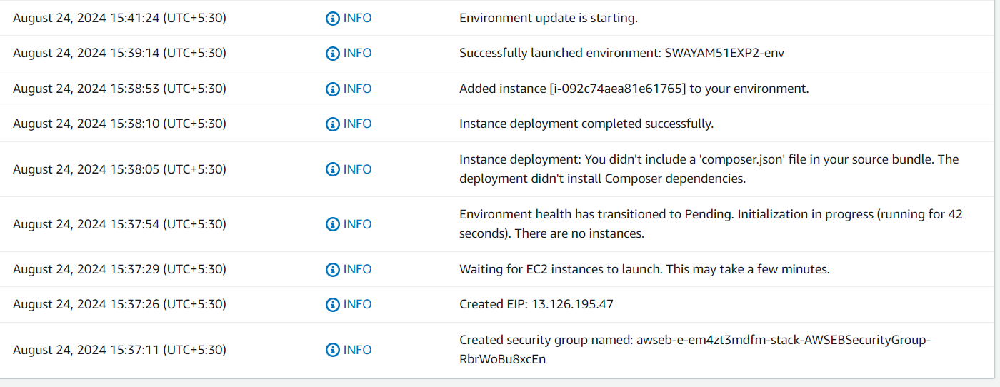 August 24, 2024 15:41:24 (UTC+5:30) INFO Environment update is starting.
August 24, 2024 15:39:14 (UTC+5:30) INFO Successfully launched environment: SWAYAM51EXP2-env
August 24, 2024 15:38:53 (UTC+5:30) INFO Added instance [i-092c74aea81e61765] to your environment.
August 24, 2024 15:38:10 (UTC+5:30) INFO Instance deployment completed successfully.
August 24, 2024 15:38:05 (UTC+5:30) INFO Instance deployment: You didn't include a 'composer.json' file in your source bundle. The
deployment didn't install Composer dependencies.
August 24, 2024 15:37:54 (UTC+5:30) INFO Environment health has transitioned to Pending. Initialization in progress (running for 42
seconds). There are no instances.
August 24, 2024 15:37:29 (UTC+5:30) INFO Waiting for EC2 instances to launch. This may take a few minutes.
August 24, 2024 15:37:26 (UTC+5:30) INFO Created EIP: 13.126.195.47
August 24, 2024 15:37:11 (UTC+5:30) INFO Created security group named: awseb-e-em4zt3mdfm-stack-AWSEBSecurityGroup-
RbrWoBu8xcEn